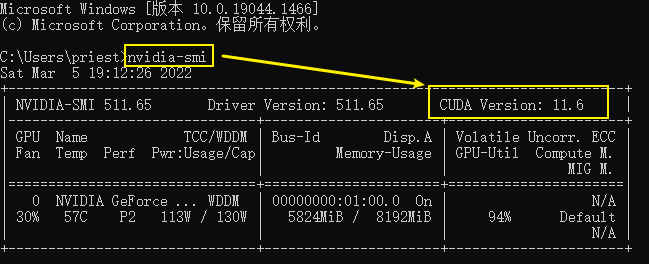 Microsoft Windows [版本 10.0.19044.1466]
(c) Microsoft Corporation。保留所有权利。
C:\Users\priest>nvidia-smi
Sat Mar  5 19:12:26 2022
NVIDIA-SMI 511.65 Driver Version: 511.65 CUDA Version: 11.6
GPU Name TCC/WDDM Bus-Id Disp.A Volatile Uncorr. ECC
Fan Temp Perf Pwr:Usage/Cap Memory-Usage GPU-Util Compute M.
MIG M.
0 NVIDIA GeForce ... WDDM 00000000:01:00.0 On N/A
30% 57C P2 113W / 130W 5824MiB / 8192MiB 94% Default
N/A